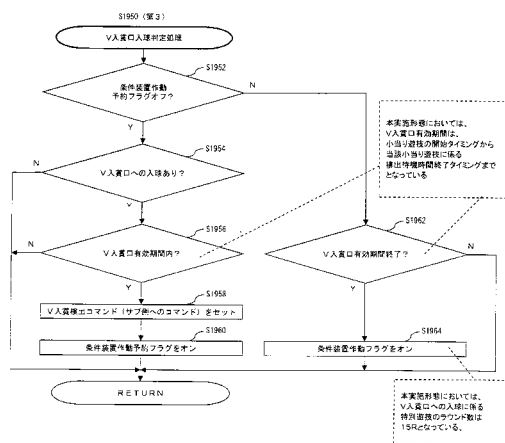 S1950（第３）
Ｖ入賞口入球判定処理
S1952
条件装置作動
予約フラグオフ？
N
Y
本実施形態においては、
Ｖ入賞口有効期間は、
小当り遊技の開始タイミングから
当該小当り遊技に係る
排出待機時間終了タイミングまで
となっている
S1954
N
Ｖ入賞口への入球あり？
Y
S1956
N
Ｖ入賞口有効期間内？
Y
S1962
Ｖ入賞口有効期間終了？
N
Y
S1958
Ｖ入賞検出コマンド（サブ側へのコマンド）をセット
S1960
条件装置作動予約フラグをオン
S1964
条件装置作動フラグをオン
RETURN
本実施形態においては、
Ｖ入賞口への入球に係る
特別遊技のラウンド数は
15Rとなっている。